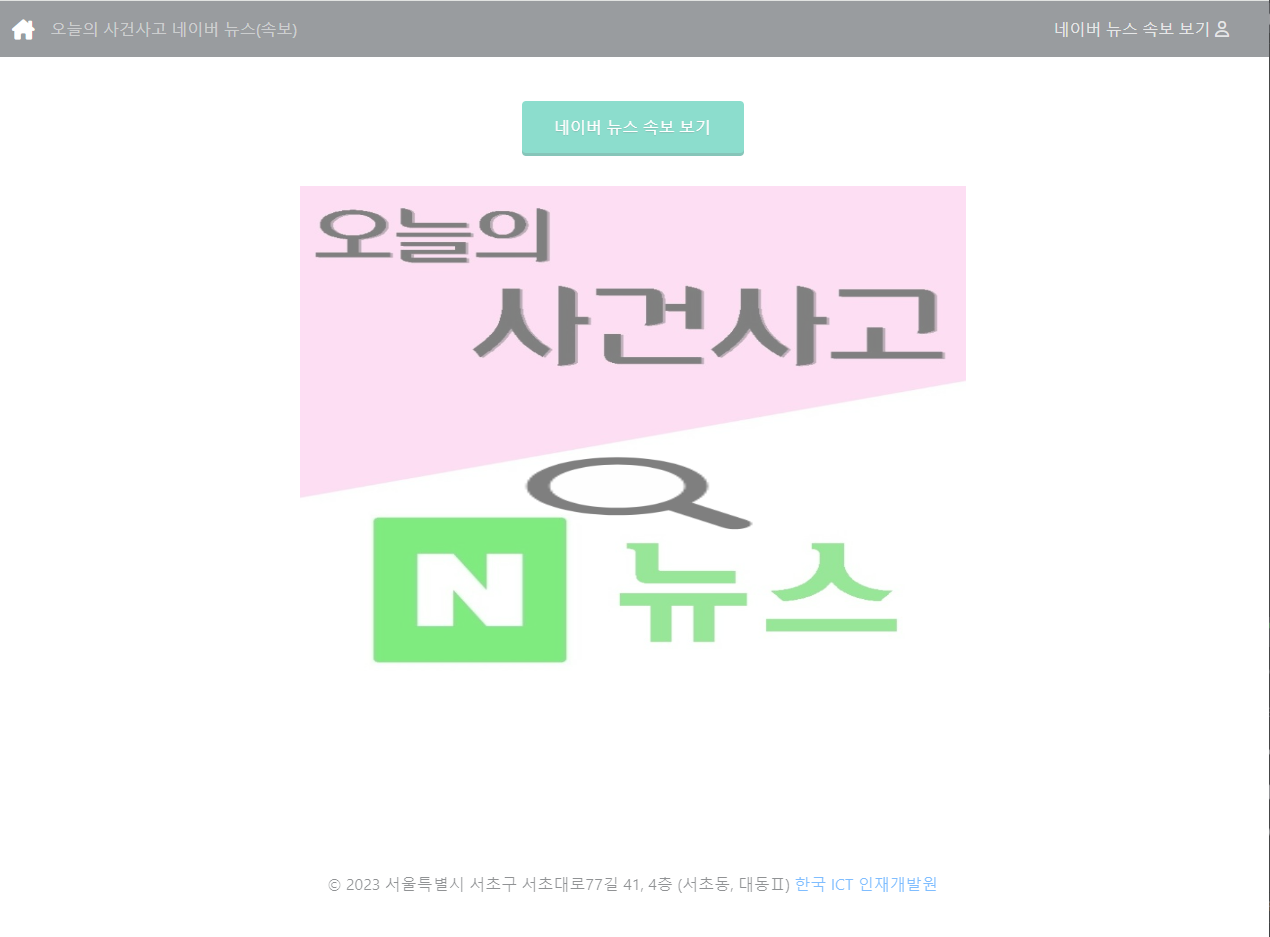 오늘의 사건사고 네이버 뉴스(속보)
네이버 뉴스 속보 보기
네이버 뉴스 속보 보기
오늘의
사건사고
N 뉴스
© 2023 서울특별시 서초구 서초대로77길 41, 4층 (서초동, 대동Ⅱ) 한국 ICT 인재개발원